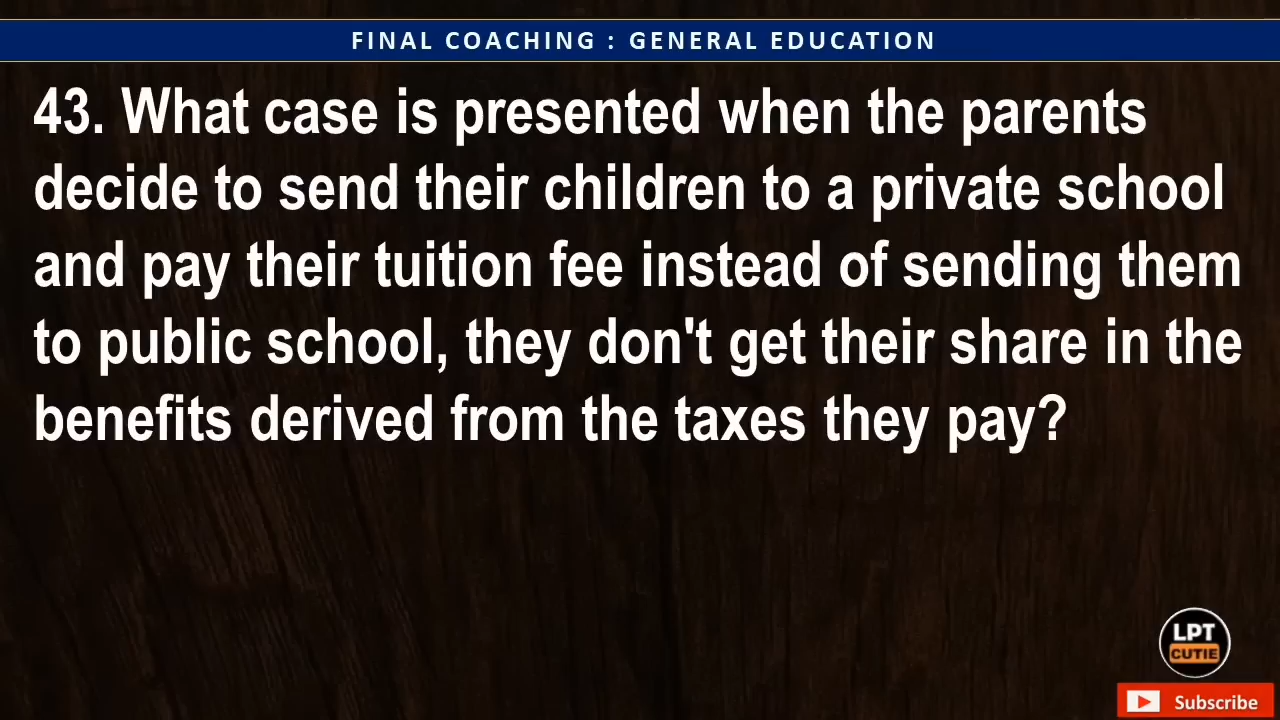 FINAL COACHING : GENERAL EDUCATION
43. What case is presented when the parents
decide to send their children to a private school
and pay their tuition fee instead of sending them
to public school, they don't get their share in the
benefits derived from the taxes they pay?
LPT
CUTIE
Subscribe